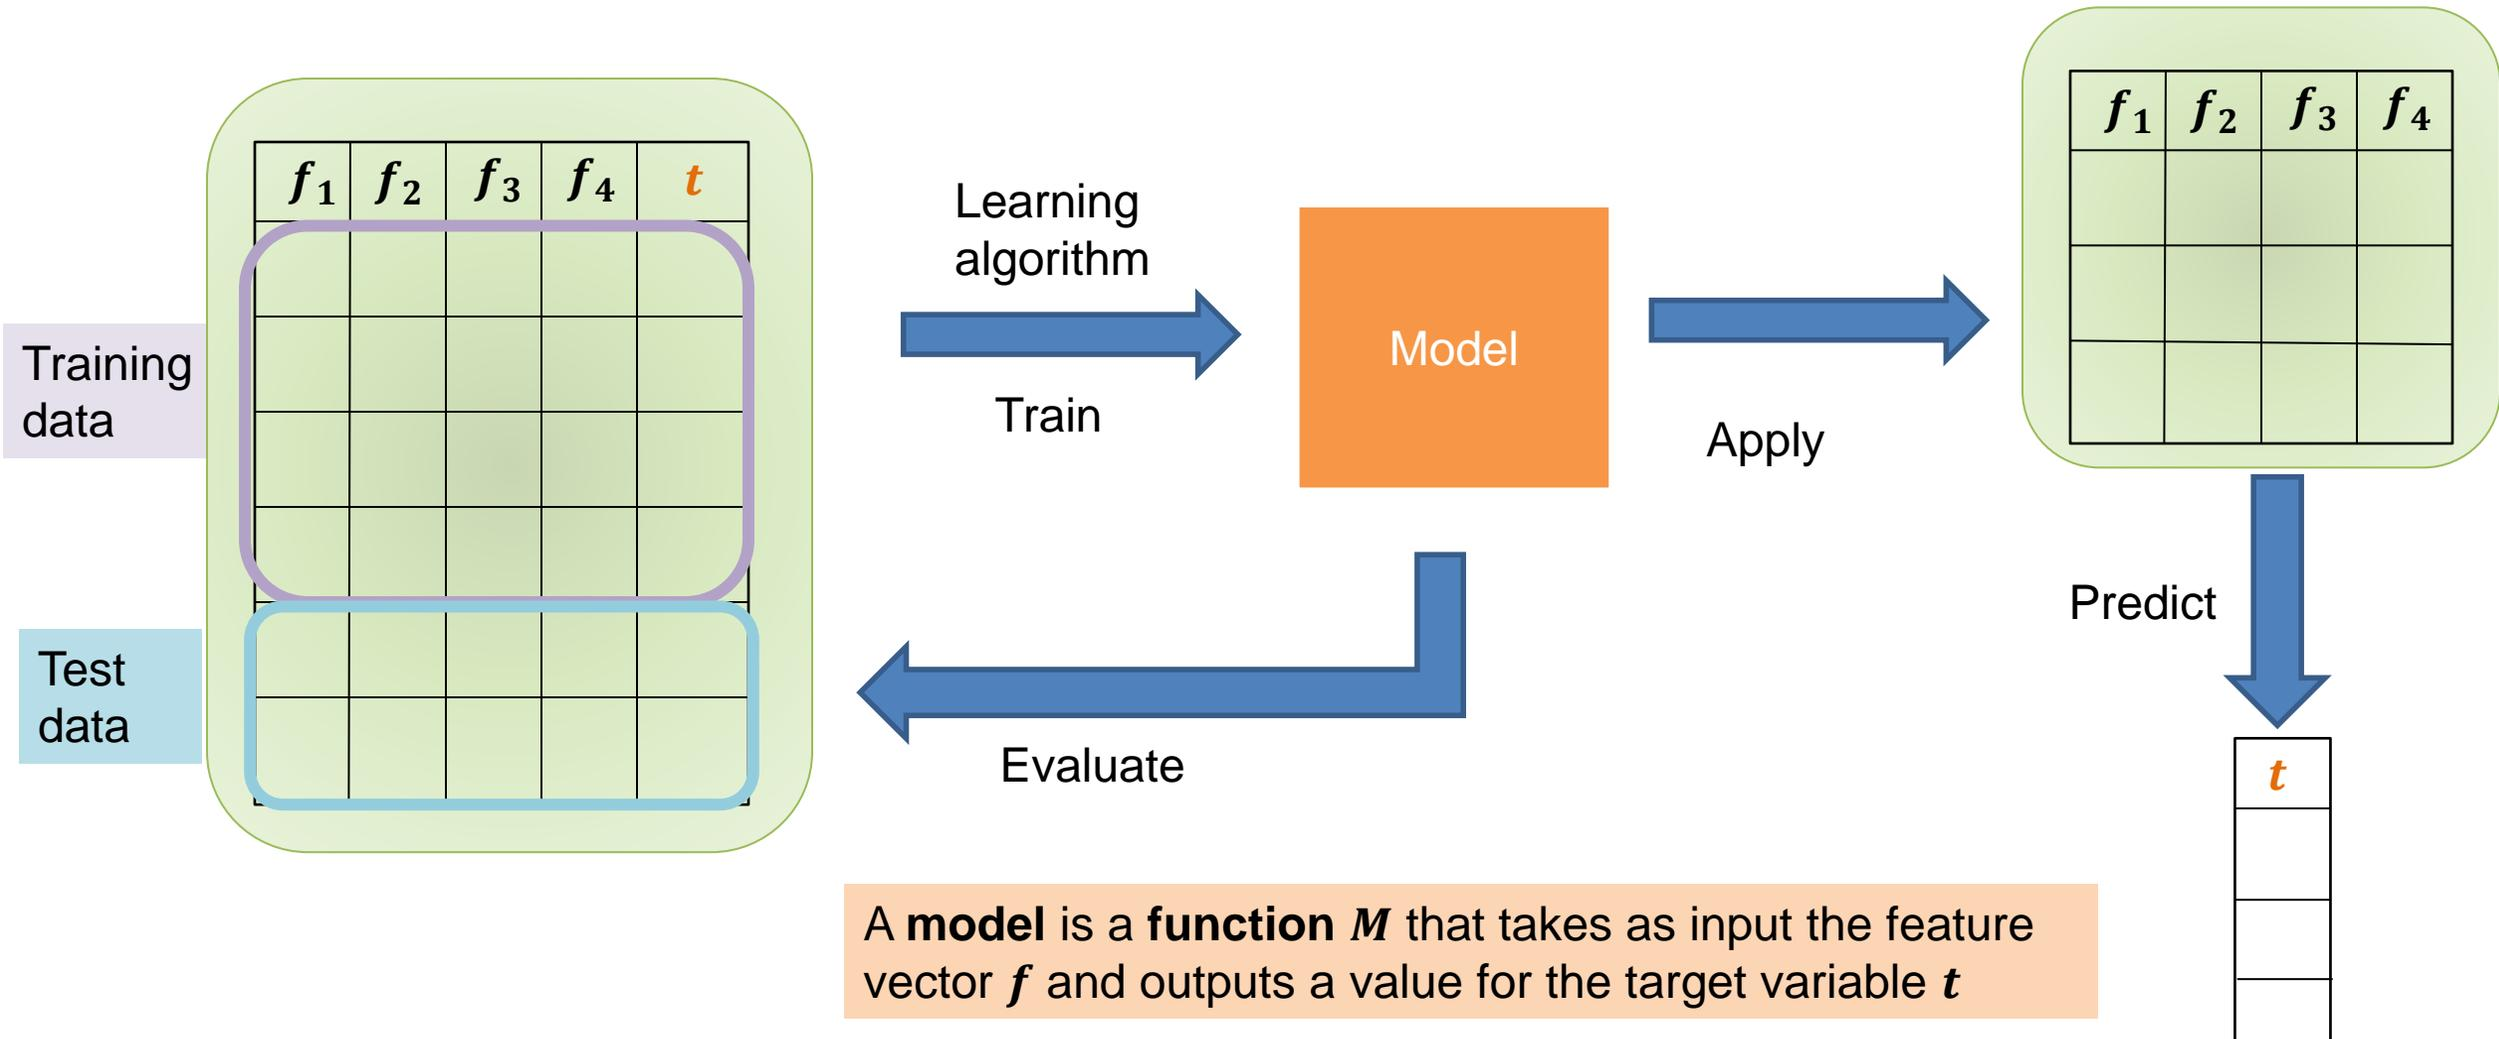 f1 f2 f3 f4 t
Training
data
Test
data
Learning
algorithm
Train
Model
Apply
Evaluate
f1 f2 f3 f4
Predict
t
A model is a function M that takes as input the feature
vector f and outputs a value for the target variable t